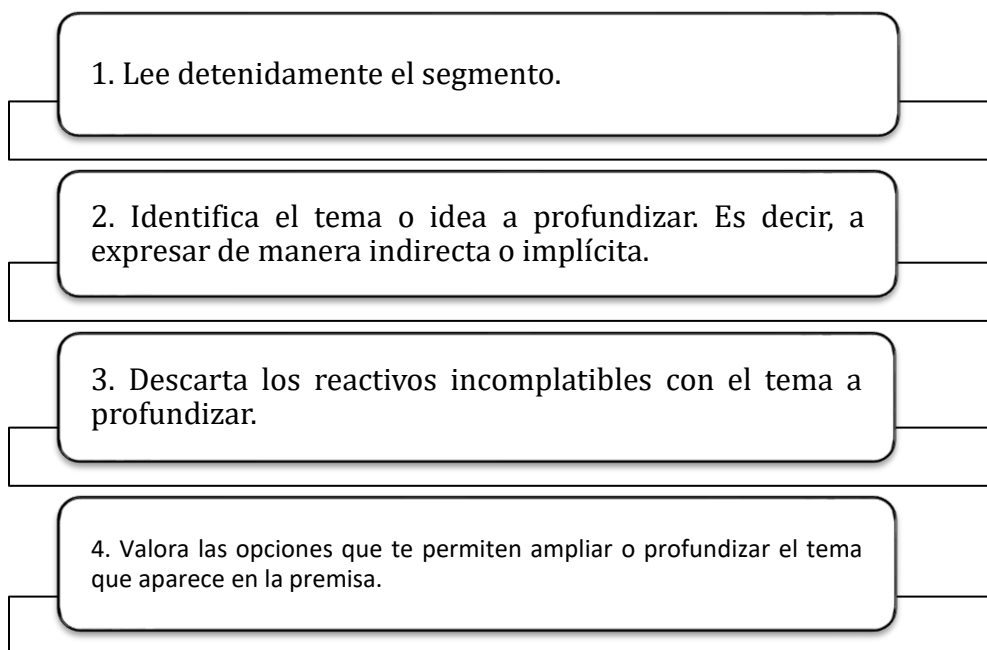 1. Lee detenidamente el segmento.
2. Identifica el tema o idea a profundizar. Es decir, a
expresar de manera indirecta o implícita.
3. Descarta los reactivos incomplatibles con el tema a
profundizar.
4. Valora las opciones que te permiten ampliar o profundizar el tema
que aparece en la premisa.